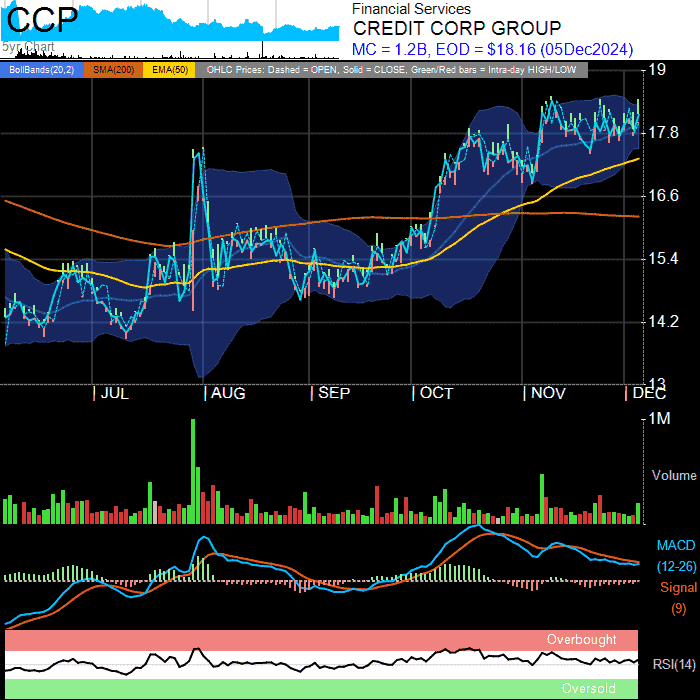 CCP
5yr Chart
Financial Services
CREDIT CORP GROUP
MC = 1.2B, EOD = $18.16 (05Dec2024)
BollBands(20,2) SMA(200) EMA(50) OHLC Prices: Dashed = OPEN, Solid = CLOSE, Green/Red bars = Intra-day HIGH/LOW
19
17.8
16.6
15.4
14.2
13
JUL AUG SEP OCT NOV DEC
1M
Volume
MACD
(12-26)
Signal
(9)
Overbought
RSI(14)
Oversold